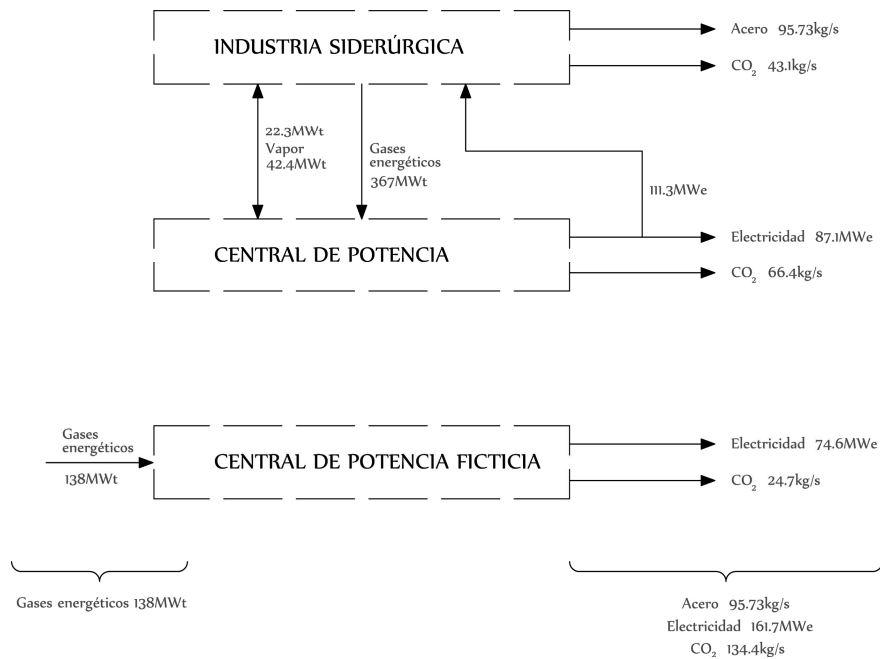 INDUSTRIA SIDERÚRGICA
Acero 95.73kg/s
CO₂ 43.1kg/s
22.3MWt
Vapor
42.4MWt
Gases
energéticos
367MWt
111.3MWe
CENTRAL DE POTENCIA
Electricidad 87.1MWe
CO₂ 66.4kg/s
Gases
energéticos
138MWt
CENTRAL DE POTENCIA FICTICIA
Electricidad 74.6MWe
CO₂ 24.7kg/s
Gases energéticos 138MWt
Acero 95.73kg/s
Electricidad 161.7MWe
CO₂ 134.4kg/s